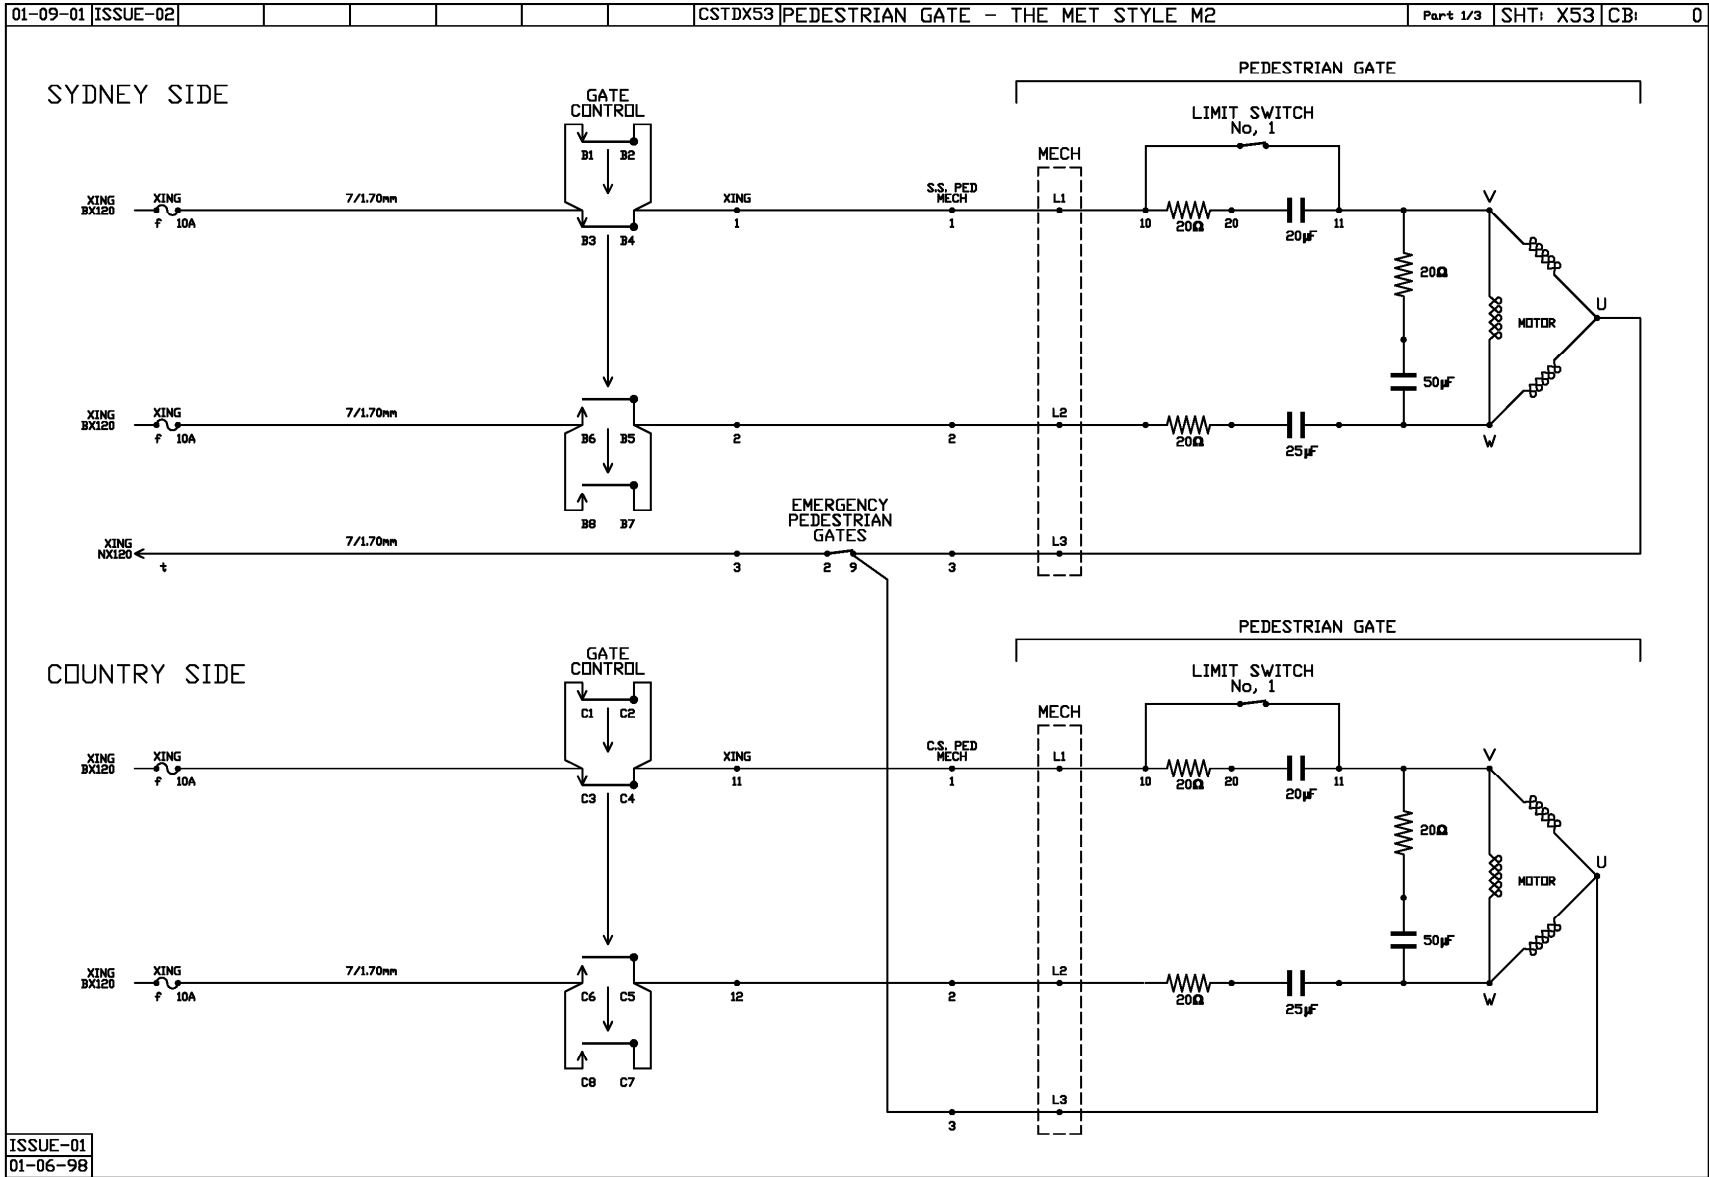 01-09-01 ISSUE-02 CSTDX53 PEDESTRIAN GATE - THE MET STYLE M2 Part 1/3 SHT: X53 CB: 0
PEDESTRIAN GATE
SYDNEY SIDE
GATE
CONTROL
LIMIT SWITCH
No, 1
B1 B2
MECH
XING
BX120
XING
f 10A
7/1.70mm
XING
1
S.S. PED
MECH
1
L1
10 20Ω 20 20µF 11
V
B3 B4
20Ω
U
MOTOR
50µF
XING
BX120
XING
f 10A
7/1.70mm
B6 B5
2
2
L2
20Ω
25µF
W
B8 B7
EMERGENCY
PEDESTRIAN
GATES
XING
NX120
t
7/1.70mm
3
2 9
3
L3
PEDESTRIAN GATE
COUNTRY SIDE
GATE
CONTROL
LIMIT SWITCH
No, 1
C1 C2
MECH
XING
BX120
XING
f 10A
XING
11
C.S. PED
MECH
1
L1
10 20Ω 20 20µF 11
V
C3 C4
20Ω
U
MOTOR
50µF
XING
BX120
XING
f 10A
7/1.70mm
C6 C5
12
2
L2
20Ω
25µF
W
C8 C7
L3
3
ISSUE-01
01-06-98